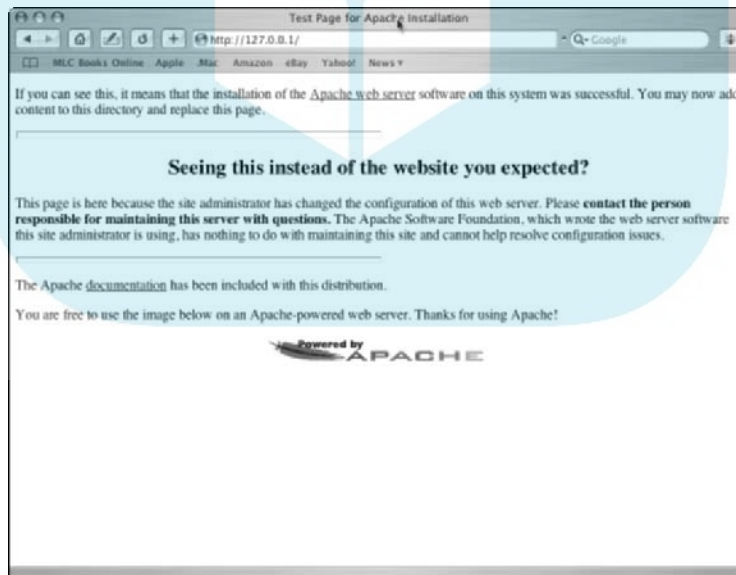 Test Page for Apache Installation
http://127.0.0.1/
Q- Google
MLC Books Online Apple .Mac Amazon eBay Yahoo! News
If you can see this, it means that the installation of the Apache web server software on this system was successful. You may now add
content to this directory and replace this page.
Seeing this instead of the website you expected?
This page is here because the site administrator has changed the configuration of this web server. Please contact the person
responsible for maintaining this server with questions. The Apache Software Foundation, which wrote the web server software
this site administrator is using, has nothing to do with maintaining this site and cannot help resolve configuration issues.
The Apache documentation has been included with this distribution.
You are free to use the image below on an Apache-powered web server. Thanks for using Apache!
Powered by
APACHE